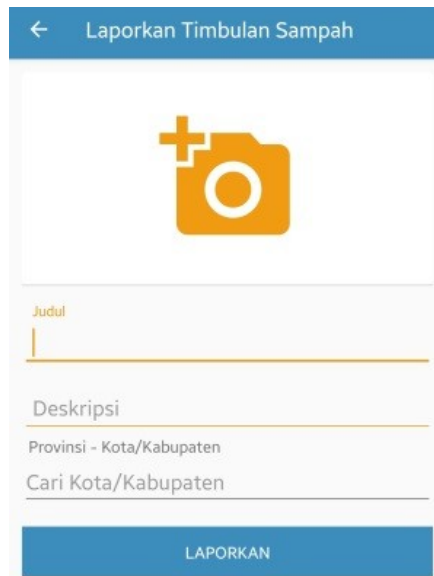 Laporkan Timbulan Sampah
Judul
Deskripsi
Provinsi - Kota/Kabupaten
Cari Kota/Kabupaten
LAPORKAN